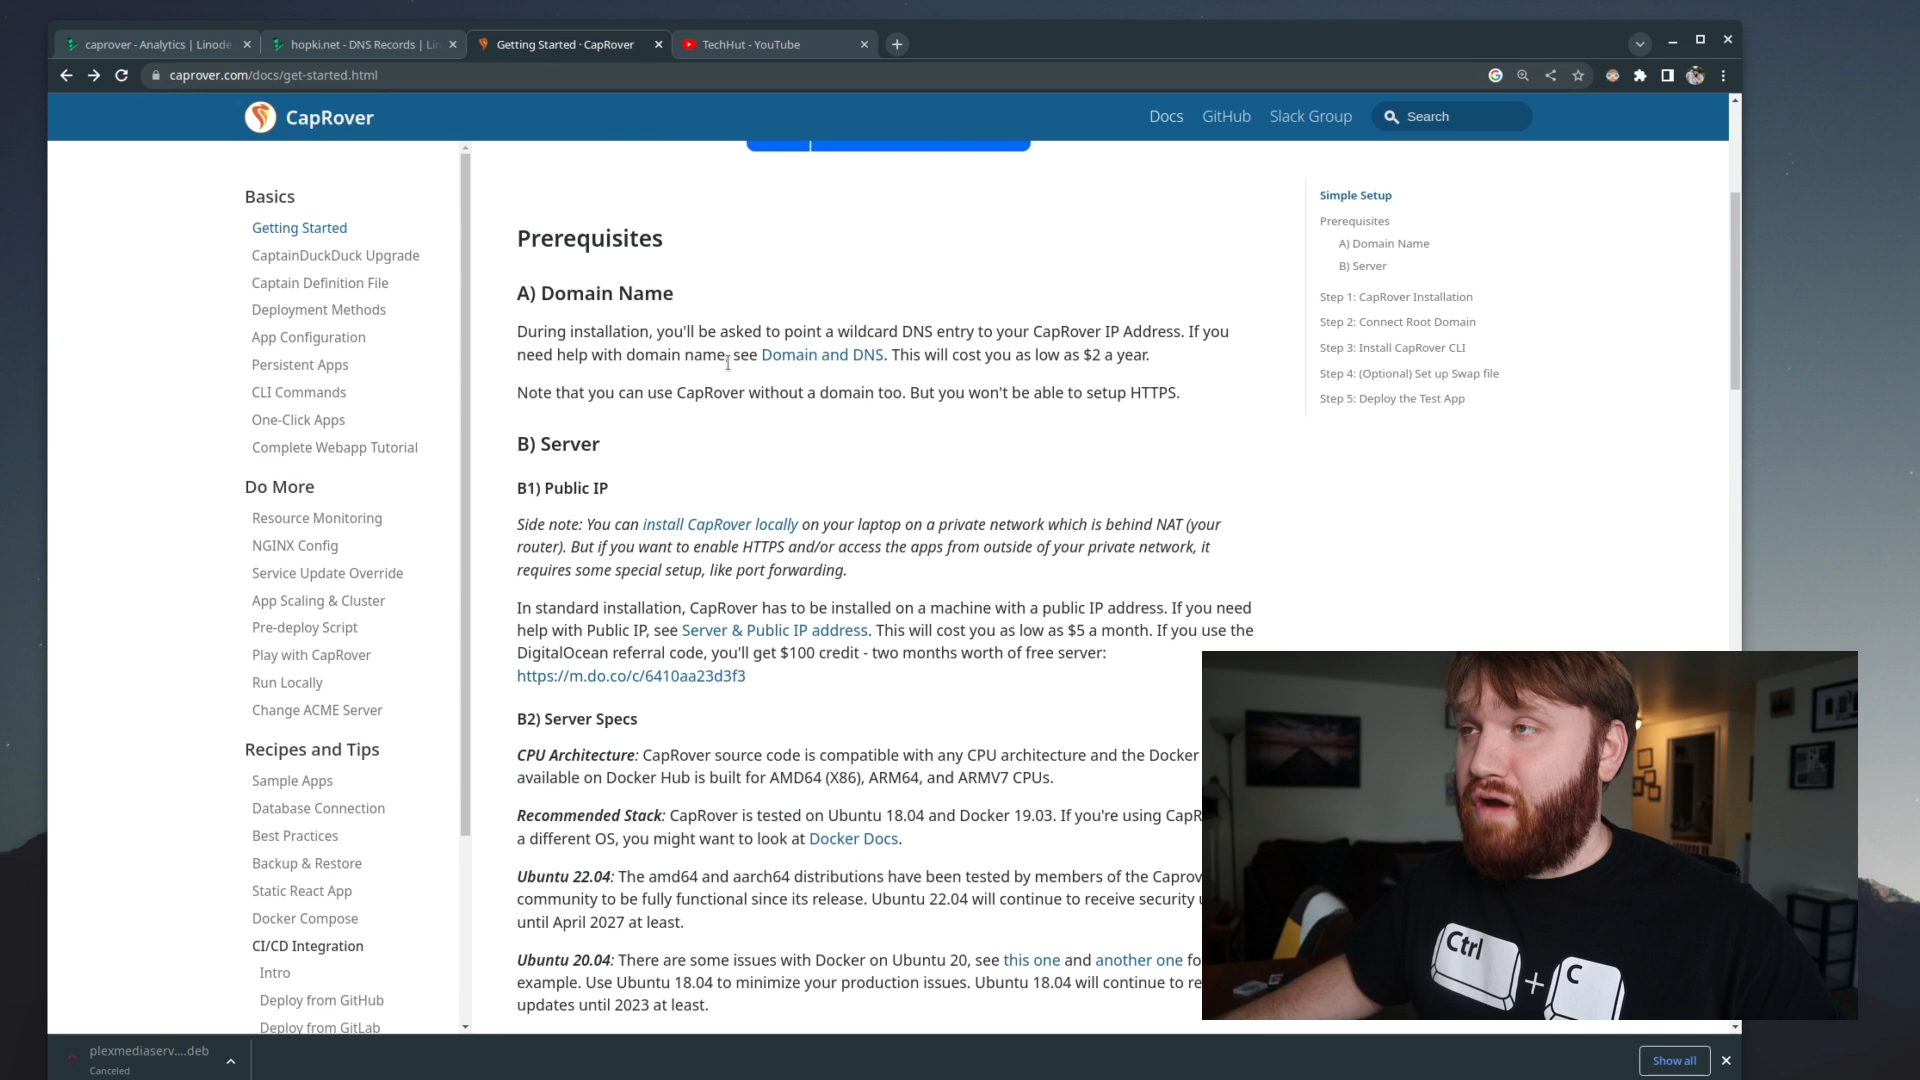 caprover - Analytics | Linode
hopki.net - DNS Records | Lin
Getting Started · CapRover
TechHut - YouTube
caprover.com/docs/get-started.html
CapRover
Docs
GitHub
Slack Group
Search
Basics
Getting Started
CaptainDuckDuck Upgrade
Captain Definition File
Deployment Methods
App Configuration
Persistent Apps
CLI Commands
One-Click Apps
Complete Webapp Tutorial
Do More
Resource Monitoring
NGINX Config
Service Update Override
App Scaling & Cluster
Pre-deploy Script
Play with CapRover
Run Locally
Change ACME Server
Recipes and Tips
Sample Apps
Database Connection
Best Practices
Backup & Restore
Static React App
Docker Compose
CI/CD Integration
Intro
Deploy from GitHub
Deploy from GitLab
Prerequisites
A) Domain Name
During installation, you'll be asked to point a wildcard DNS entry to your CapRover IP Address. If you
need help with domain name, see Domain and DNS. This will cost you as low as $2 a year.
Note that you can use CapRover without a domain too. But you won't be able to setup HTTPS.
B) Server
B1) Public IP
Side note: You can install CapRover locally on your laptop on a private network which is behind NAT (your
router). But if you want to enable HTTPS and/or access the apps from outside of your private network, it
requires some special setup, like port forwarding.
In standard installation, CapRover has to be installed on a machine with a public IP address. If you need
help with Public IP, see Server & Public IP address. This will cost you as low as $5 a month. If you use the
DigitalOcean referral code, you'll get $100 credit - two months worth of free server:
https://m.do.co/c/6410aa23d3f3
B2) Server Specs
CPU Architecture: CapRover source code is compatible with any CPU architecture and the Docker
available on Docker Hub is built for AMD64 (X86), ARM64, and ARMV7 CPUs.
Recommended Stack: CapRover is tested on Ubuntu 18.04 and Docker 19.03. If you're using CapR
a different OS, you might want to look at Docker Docs.
Ubuntu 22.04: The amd64 and aarch64 distributions have been tested by members of the Caprov
community to be fully functional since its release. Ubuntu 22.04 will continue to receive security u
until April 2027 at least.
Ubuntu 20.04: There are some issues with Docker on Ubuntu 20, see this one and another one fo
example. Use Ubuntu 18.04 to minimize your production issues. Ubuntu 18.04 will continue to re
updates until 2023 at least.
Simple Setup
Prerequisites
A) Domain Name
B) Server
Step 1: CapRover Installation
Step 2: Connect Root Domain
Step 3: Install CapRover CLI
Step 4: (Optional) Set up Swap file
Step 5: Deploy the Test App
Ctrl + C
plexmediaserv....deb
Canceled
Show all